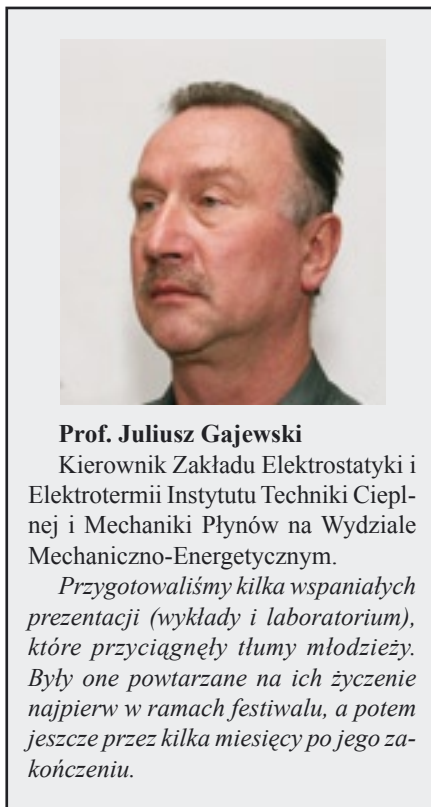 Prof. Juliusz Gajewski
Kierownik Zakładu Elektrostatyki i
Elektrotermii Instytutu Techniki Ciepl-
nej i Mechaniki Płynów na Wydziale
Mechaniczno-Energetycznym.
Przygotowaliśmy kilka wspaniałych
prezentacji (wykłady i laboratorium),
które przyciągnęły tłumy młodzieży.
Były one powtarzane na ich życzenie
najpierw w ramach festiwalu, a potem
jeszcze przez kilka miesięcy po jego za-
kończeniu.